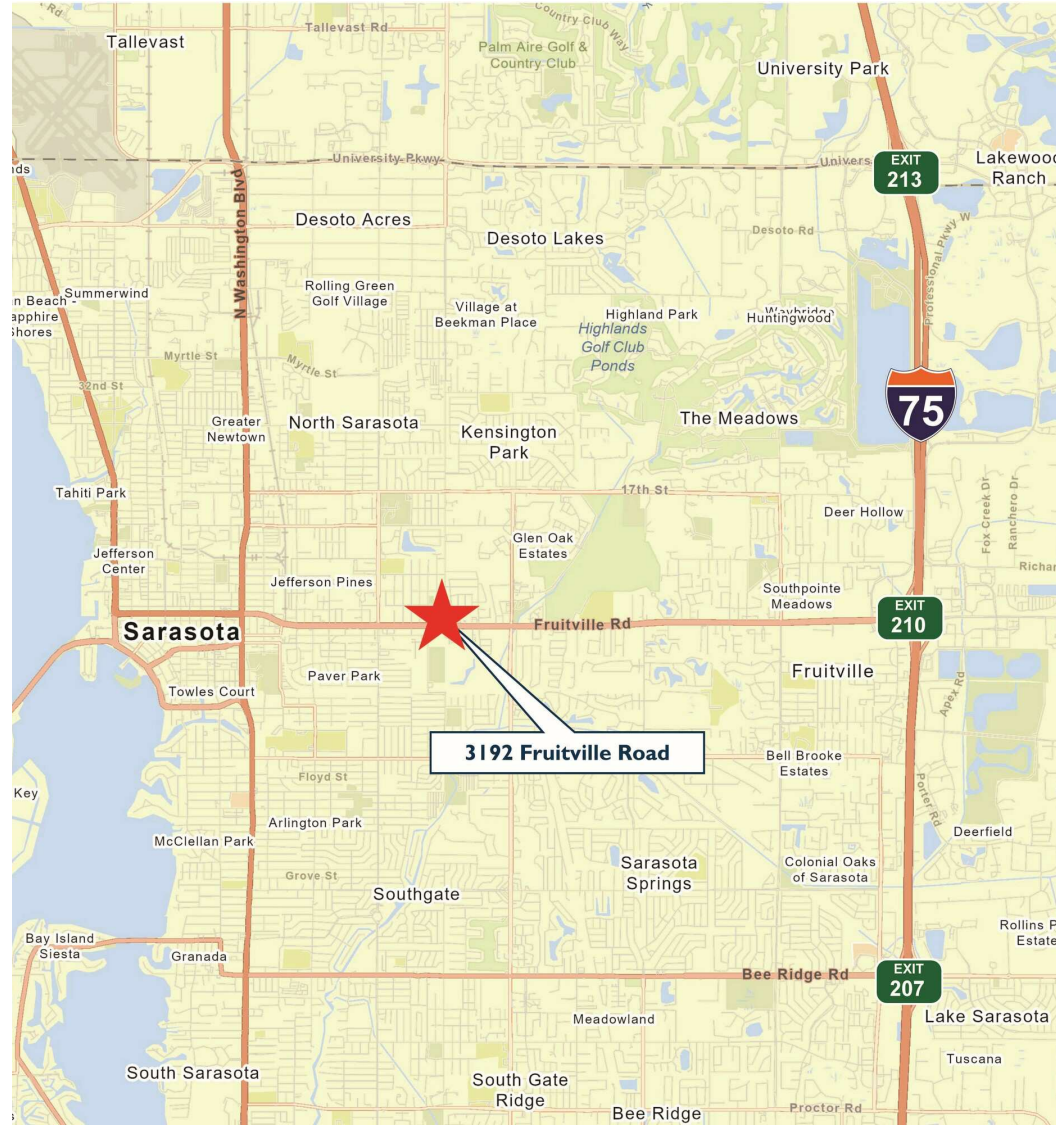 Country Club Way
Tallevast Rd
Tallevast
Palm Aire Golf &
Country Club
University Park
University Pkwy
Univers
EXIT
213
Lakewood
Ranch
nds
N Washington Blvd
Desoto Acres
Desoto Lakes
Desoto Rd
Professional Pkwy W
Rolling Green
Golf Village
Summerwind
n Beach -
apphire
Shores
Village at
Beekman Place
Highland Park
Huntingwood
Highlands
Golf Club
Ponds
Myrtle St
Myrtle St
32nd St
75
Greater
Newtown
North Sarasota
Kensington
Park
The Meadows
Tahiti Park
17th St
Deer Hollow
Fox Creek Dr
Ranchero Dr
Glen Oak
Estates
Jefferson
Center
Jefferson Pines
Southpointe
Meadows
Richar
EXIT
210
Sarasota
Fruitville Rd
Paver Park
Fruitville
Towles Court
Apex Rd
3192 Fruitville Road
Bell Brooke
Estates
Floyd St
Key
Porter Rd
Arlington Park
McClellan Park
Deerfield
Grove St
Sarasota
Springs
Colonial Oaks
of Sarasota
Southgate
Rollins P
Estate
Bay Island
Siesta
Granada
Bee Ridge Rd
EXIT
207
Meadowland
Lake Sarasota
Tuscana
South Sarasota
South Gate
Ridge
Bee Ridge
Proctor Rd